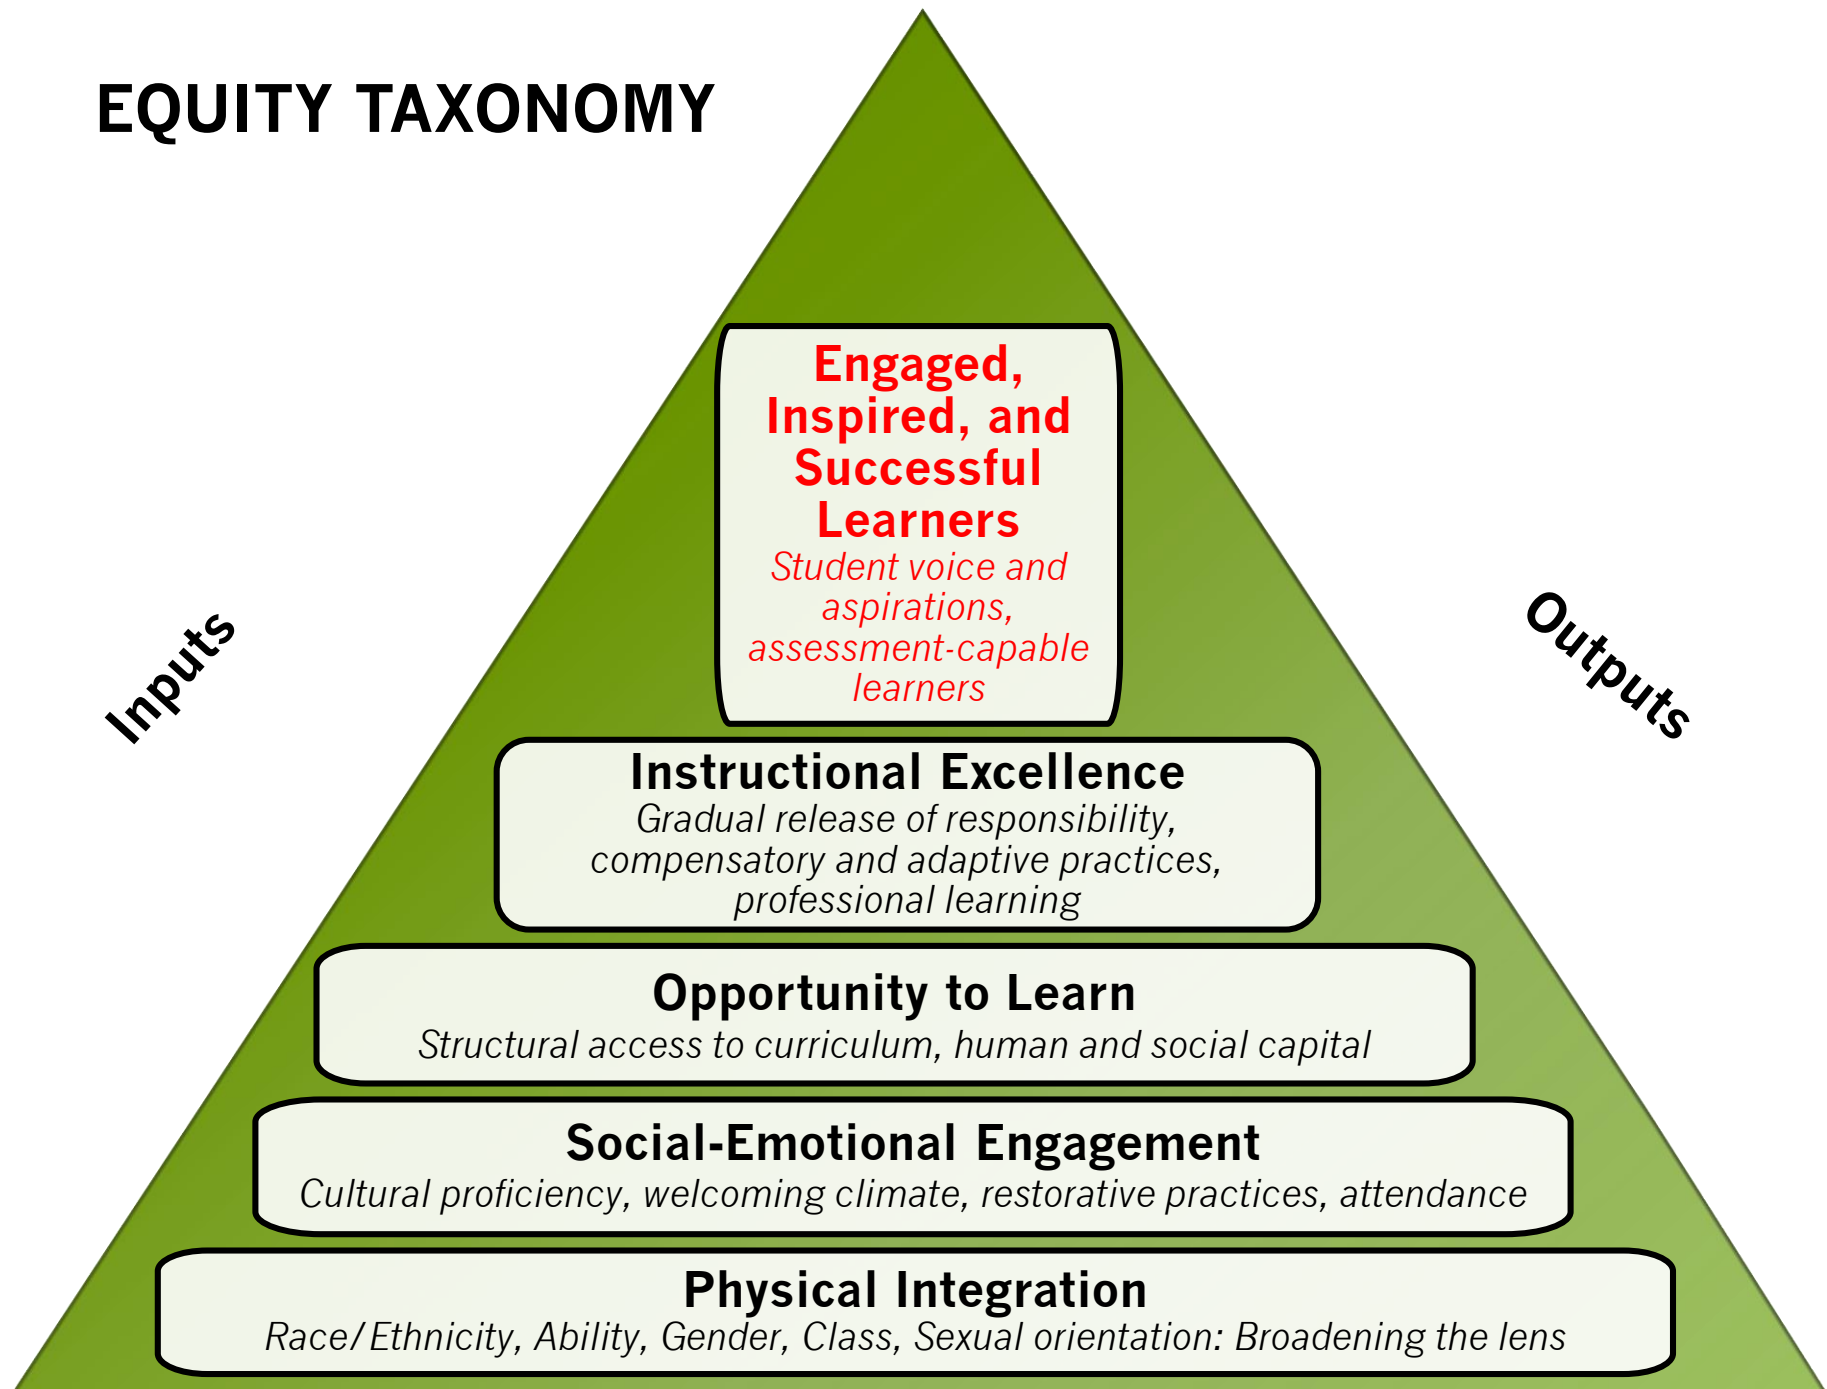 EQUITY TAXONOMY
Engaged,
Inspired, and
Successful
Learners
Student voice and
aspirations,
assessment-capable
learners
Inputs
Outputs
Instructional Excellence
Gradual release of responsibility,
compensatory and adaptive practices,
professional learning
Opportunity to Learn
Structural access to curriculum, human and social capital
Social-Emotional Engagement
Cultural proficiency, welcoming climate, restorative practices, attendance
Physical Integration
Race/Ethnicity, Ability, Gender, Class, Sexual orientation: Broadening the lens